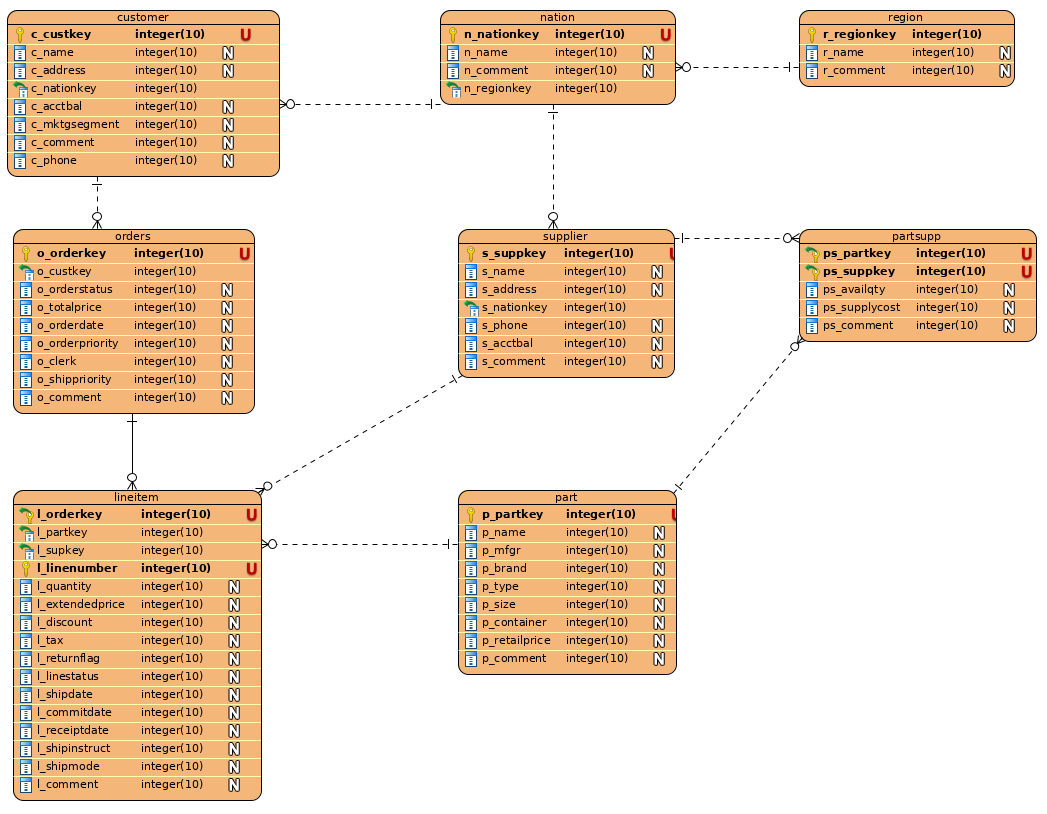 customer
c_custkey integer(10) U
c_name integer(10) N
c_address integer(10) N
c_nationkey integer(10)
c_acctbal integer(10) N
c_mktgsegment integer(10) N
c_comment integer(10) N
c_phone integer(10) N
nation
n_nationkey integer(10) U
n_name integer(10) N
n_comment integer(10) N
n_regionkey integer(10)
region
r_regionkey integer(10)
r_name integer(10) N
r_comment integer(10) N
orders
o_orderkey integer(10) U
o_custkey integer(10)
o_orderstatus integer(10) N
o_totalprice integer(10) N
o_orderdate integer(10) N
o_orderpriority integer(10) N
o_clerk integer(10) N
o_shippriority integer(10) N
o_comment integer(10) N
supplier
s_suppkey integer(10) U
s_name integer(10) N
s_address integer(10) N
s_nationkey integer(10)
s_phone integer(10) N
s_acctbal integer(10) N
s_comment integer(10) N
partsupp
ps_partkey integer(10) U
ps_suppkey integer(10) U
ps_availqty integer(10) N
ps_supplycost integer(10) N
ps_comment integer(10) N
lineitem
l_orderkey integer(10) U
l_partkey integer(10)
l_supkey integer(10)
l_linenumber integer(10) U
l_quantity integer(10) N
l_extendedprice integer(10) N
l_discount integer(10) N
l_tax integer(10) N
l_returnflag integer(10) N
l_linestatus integer(10) N
l_shipdate integer(10) N
l_commitdate integer(10) N
l_receiptdate integer(10) N
l_shipinstruct integer(10) N
l_shipmode integer(10) N
l_comment integer(10) N
part
p_partkey integer(10) U
p_name integer(10) N
p_mfgr integer(10) N
p_brand integer(10) N
p_type integer(10) N
p_size integer(10) N
p_container integer(10) N
p_retailprice integer(10) N
p_comment integer(10) N